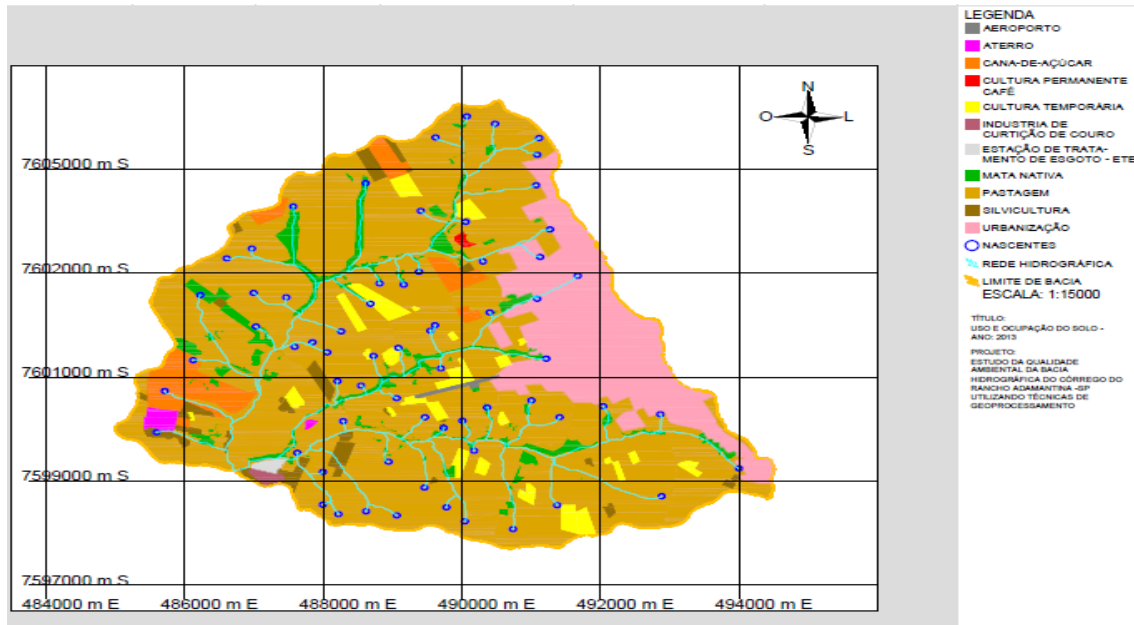 LEGENDA
AEROPORTO
ATERRO
CANA-DE-AÇÚCAR
CULTURA PERMANENTE
CAFÉ
CULTURA TEMPORÁRIA
INDUSTRIA DE
CURTIÇÃO DE COURO
ESTAÇÃO DE TRATA-
MENTO DE ESGOTO - ETE
MATA NATIVA
PASTAGEM
SILVICULTURA
URBANIZAÇÃO
NASCENTES
REDE HIDROGRÁFICA
LIMITE DE BACIA
ESCALA: 1:15000
TÍTULO:
USO E OCUPAÇÃO DO SOLO -
ANO: 2013
PROJETO:
ESTUDO DA QUALIDADE
AMBIENTAL DA BACIA
HIDROGRÁFICA DO CÓRREGO DO
RANCHO ADAMANTINA -SP
UTILIZANDO TÉCNICAS DE
GEOPROCESSAMENTO
N
O L
S
7605000 m S
7602000 m S
7601000 m S
7599000 m S
7597000 m S
484000 m E 486000 m E 488000 m E 490000 m E 492000 m E 494000 m E